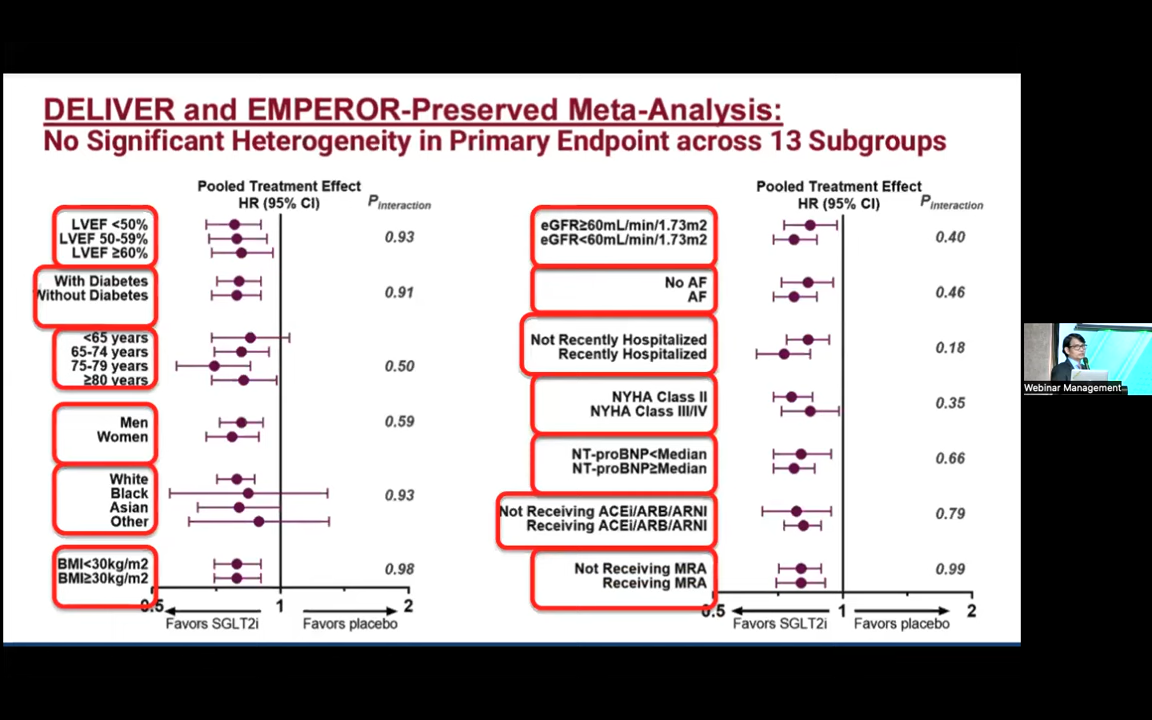 DELIVER and EMPEROR-Preserved Meta-Analysis:
No Significant Heterogeneity in Primary Endpoint across 13 Subgroups
Pooled Treatment Effect
HR (95% CI)
Pinteraction
LVEF <50%
LVEF 50-59%
LVEF ≥60%
0.93
With Diabetes
Without Diabetes
0.91
<65 years
65-74 years
75-79 years
≥80 years
0.50
Men
Women
0.59
White
Black
Asian
Other
0.93
BMI<30kg/m2
BMI≥30kg/m2
0.98
0.5
1
2
Favors SGLT2i
Favors placebo
Pooled Treatment Effect
HR (95% CI)
Pinteraction
eGFR≥60mL/min/1.73m2
eGFR<60mL/min/1.73m2
0.40
No AF
AF
0.46
Not Recently Hospitalized
Recently Hospitalized
0.18
NYHA Class II
NYHA Class III/IV
0.35
NT-proBNP<Median
NT-proBNP≥Median
0.66
Not Receiving ACEi/ARB/ARNI
Receiving ACEi/ARB/ARNI
0.79
Not Receiving MRA
Receiving MRA
0.99
0.5
1
2
Favors SGLT2i
Favors placebo
Webinar Management...